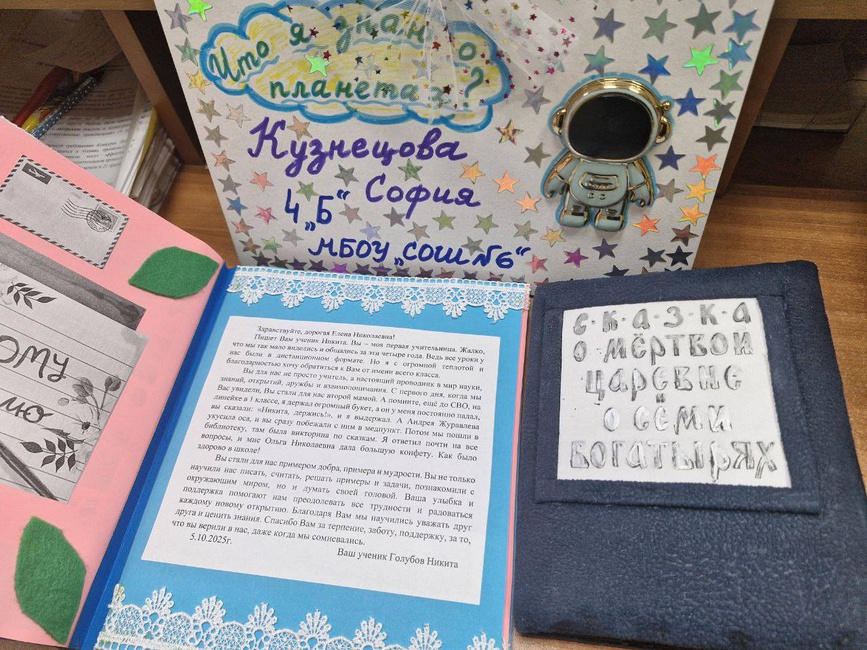 Что я знаю о
планетах?
Кузнецова
София
4 „Б“
МБОУ „СОШ №6“
Здравствуйте, дорогая Елена Николаевна!
Пишет Вам ученик Никита. Вы – моя первая учительница. Жалко,
что мы так мало виделись и общались за эти четыре года. Ведь все уроки у
нас были в дистанционном формате. Но я с огромной теплотой и
благодарностью хочу обратиться к Вам от имени всего класса.
Вы для нас не просто учитель, а настоящий проводник в мир науки,
знаний, открытий, дружбы и взаимопонимания. С первого дня, когда мы
Вас увидели, Вы стали для нас второй мамой. А помните, ещё до СВО, на
линейке в 1 классе, я держал огромный букет, а он у меня постоянно падал,
вы сказали: «Никита, держись!», и я выдержал. А Андрея Журавлева
укусила оса, и вы сразу побежали с ним в медпункт. Потом мы пошли в
библиотеку, там была викторина по сказкам. Я ответил почти на все
вопросы, и мне Ольга Николаевна дала большую конфету. Как было
здорово в школе!
Вы стали для нас примером добра, примера и мудрости. Вы не только
научили нас писать, считать, решать примеры и задачи, познакомили с
окружающим миром, но и думать своей головой. Ваша улыбка и
поддержка помогают нам преодолевать все трудности и радоваться
каждому новому открытию. Благодаря Вам мы научились уважать друг
друга и ценить знания. Спасибо Вам за терпение, заботу, поддержку, за то,
что вы верили в нас, даже когда мы сомневались.
5.10.2025г.
Ваш ученик Голубов Никита
С·К·А·З·К·А
О МЁРТВОЙ
ЦАРЕВНЕ
И
О СЕМИ
БОГАТЫРЯХ